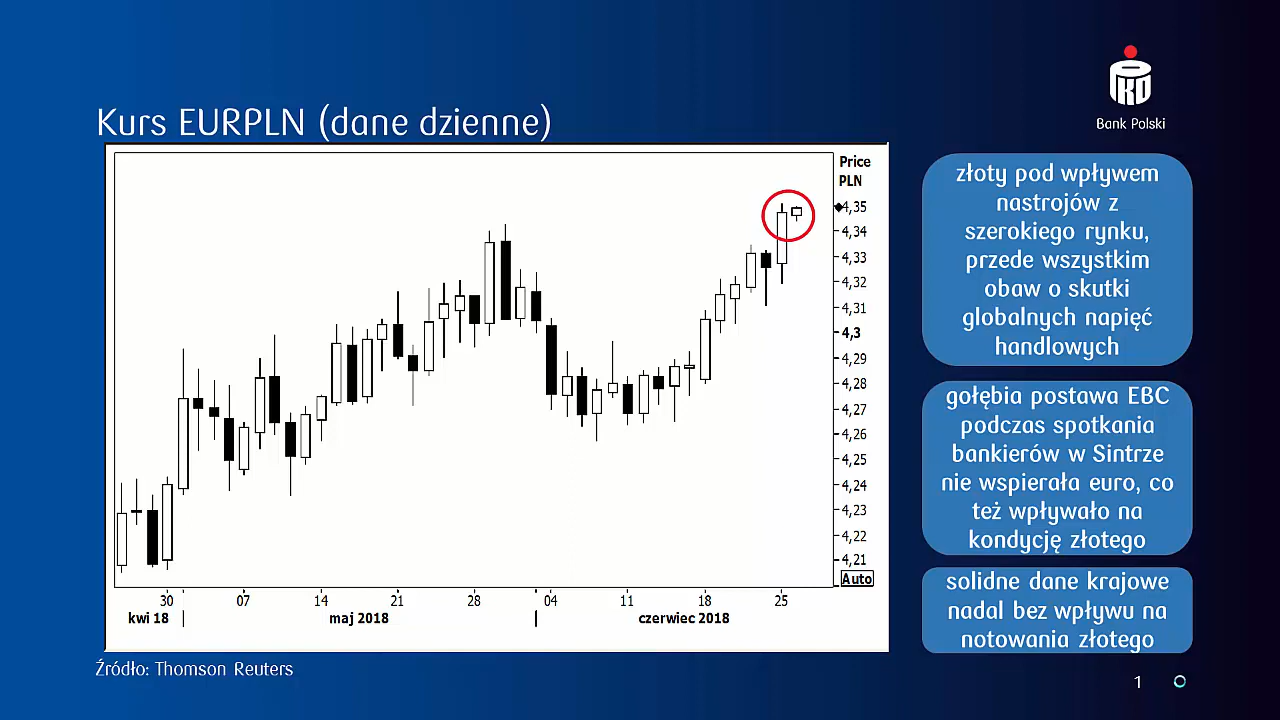 PKO
Bank Polski
Kurs EURPLN (dane dzienne)
Price
PLN
4,35
4,34
4,33
4,32
4,31
4,3
4,29
4,28
4,27
4,26
4,25
4,24
4,23
4,22
4,21
Auto
30 07 14 21 28 04 11 18 25
kwi 18 maj 2018 czerwiec 2018
Źródło: Thomson Reuters
złoty pod wpływem
nastrojów z
szerokiego rynku,
przede wszystkim
obaw o skutki
globalnych napięć
handlowych
gołębia postawa EBC
podczas spotkania
bankierów w Sintrze
nie wspierała euro, co
też wpływało na
kondycję złotego
solidne dane krajowe
nadal bez wpływu na
notowania złotego
1